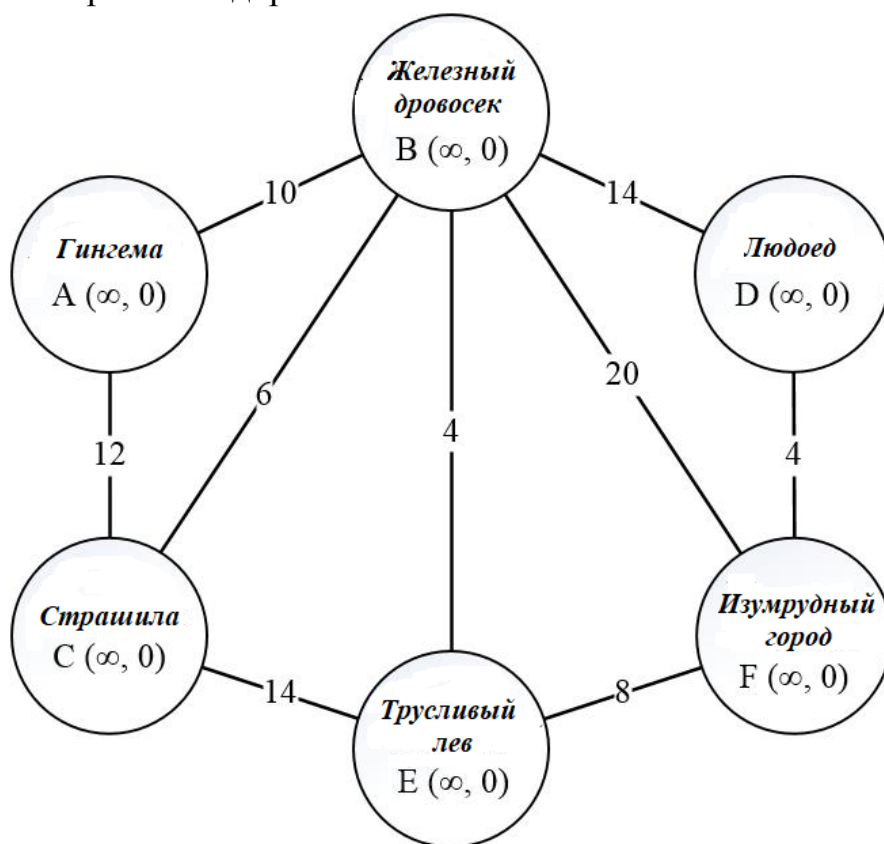 Железный
дровосек
B (∞, 0)
10
14
Гингема
A (∞, 0)
Людоед
D (∞, 0)
6
4
20
12
4
Страшила
C (∞, 0)
Изумрудный
город
F (∞, 0)
14
8
Трусливый
лев
E (∞, 0)